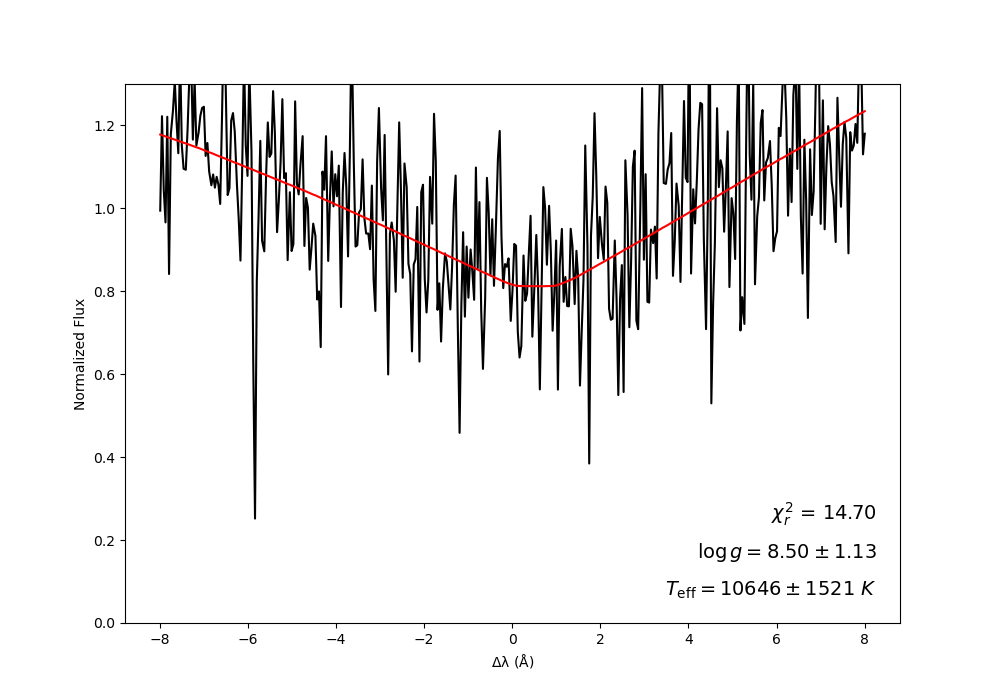 Normalized Flux
1.2
1.0
0.8
0.6
0.4
0.2
0.0
χ²ᵣ = 14.70
log g = 8.50 ± 1.13
T_eff = 10646 ± 1521 K
−8 −6 −4 −2 0 2 4 6 8
Δλ (Å)